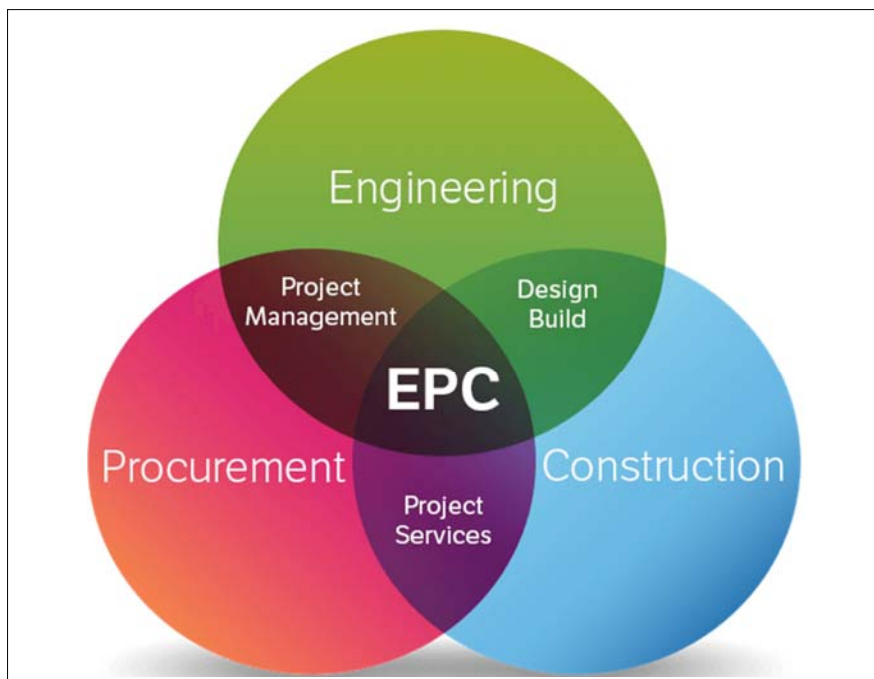 Engineering
Project
Management
Design
Build
EPC
Procurement
Construction
Project
Services